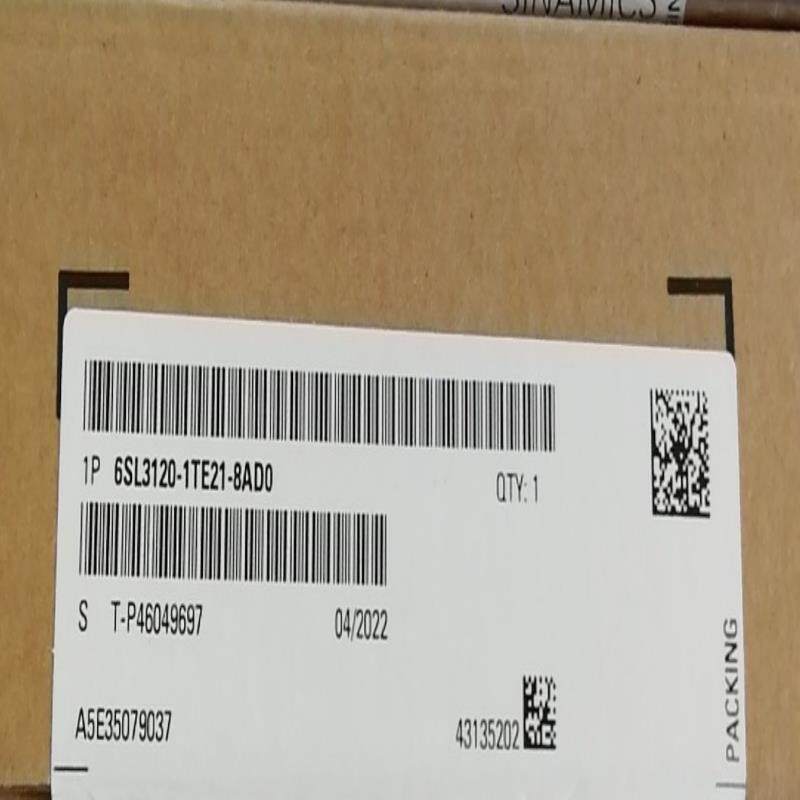 SINAMICS
1P 6SL3120-1TE21-8AD0
QTY: 1
S T-P46049697 04/2022
A5E35079037
43135202
PACKING